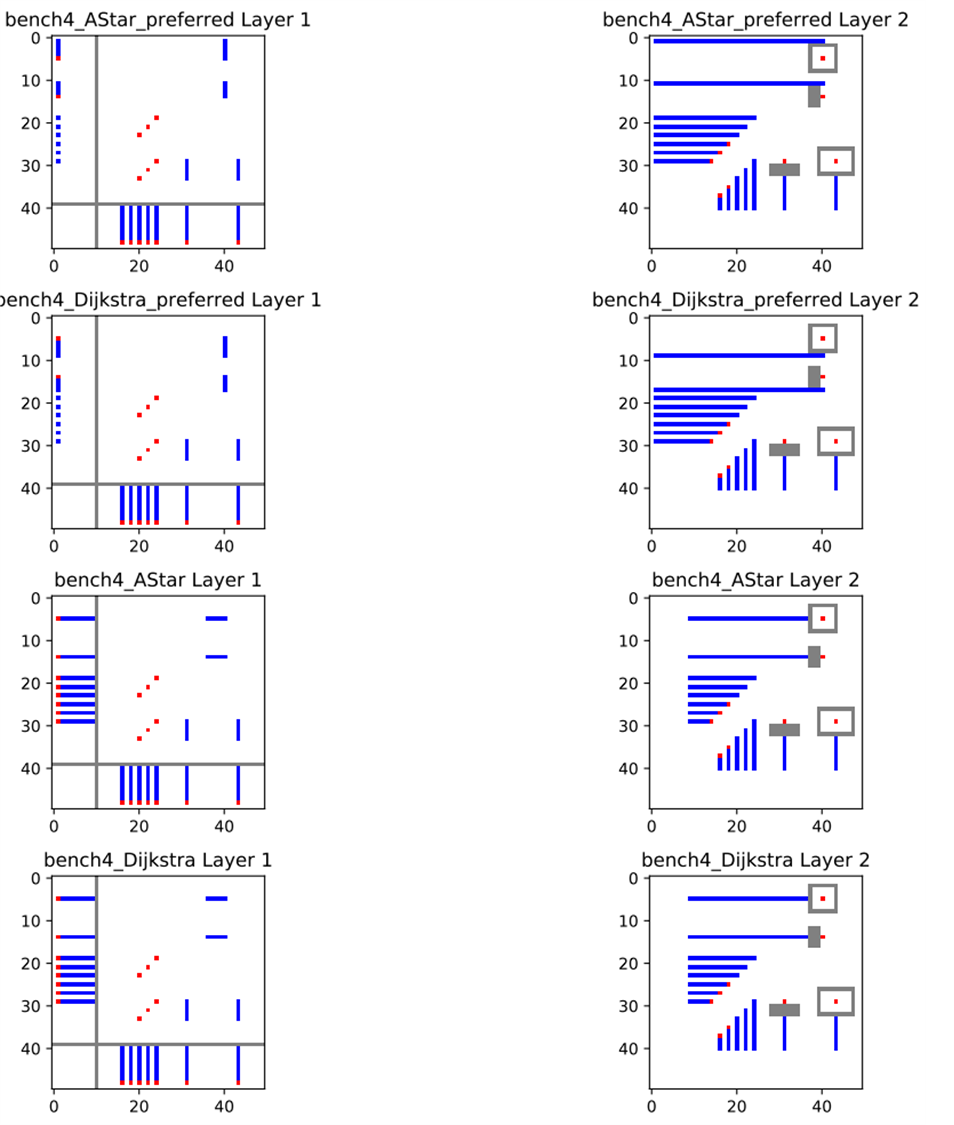 bench4_AStar_preferred Layer 1
bench4_AStar_preferred Layer 2
0
10
20
30
40
0 20 40
0
10
20
30
40
0 20 40
bench4_Dijkstra_preferred Layer 1
bench4_Dijkstra_preferred Layer 2
0
10
20
30
40
0 20 40
0
10
20
30
40
0 20 40
bench4_AStar Layer 1
bench4_AStar Layer 2
0
10
20
30
40
0 20 40
0
10
20
30
40
0 20 40
bench4_Dijkstra Layer 1
bench4_Dijkstra Layer 2
0
10
20
30
40
0 20 40
0
10
20
30
40
0 20 40